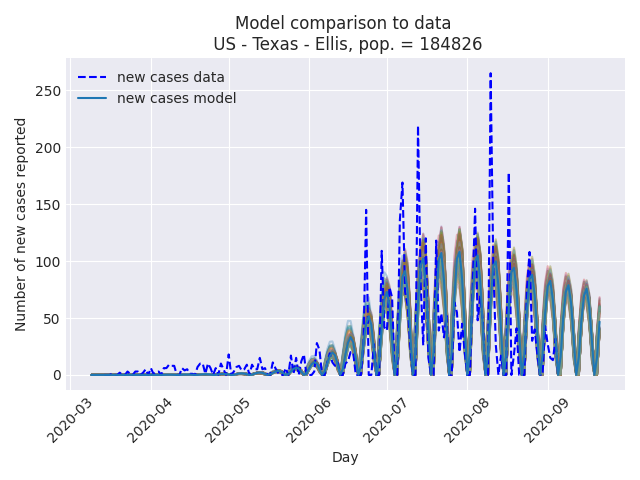 Model comparison to data
US - Texas - Ellis, pop. = 184826
new cases data
new cases model
Number of new cases reported
250
200
150
100
50
0
2020-03
2020-04
2020-05
2020-06
2020-07
2020-08
2020-09
Day